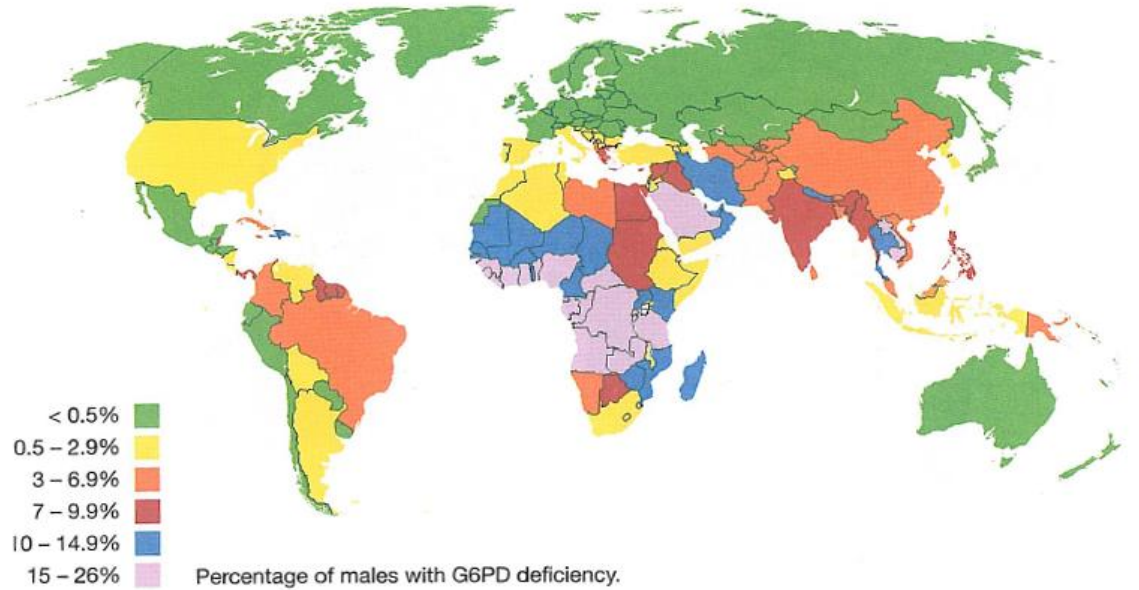 < 0.5%
0.5 – 2.9%
3 – 6.9%
7 – 9.9%
10 – 14.9%
15 – 26%
Percentage of males with G6PD deficiency.